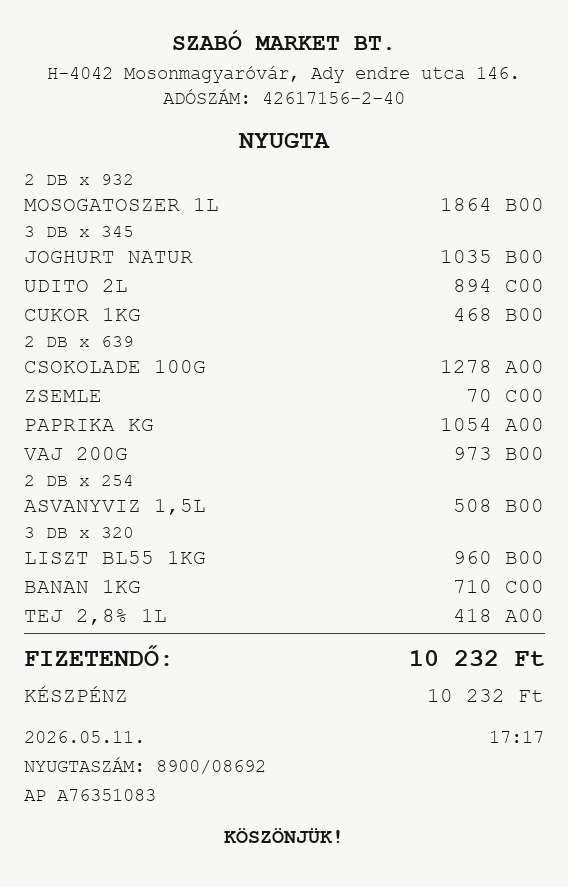 SZABÓ MARKET BT.
H-4042 Mosonmagyaróvár, Ady endre utca 146.
ADÓSZÁM: 42617156-2-40
NYUGTA
2 DB x 932
MOSOGATOSZER 1L 1864 B00
3 DB x 345
JOGHURT NATUR 1035 B00
UDITO 2L 894 C00
CUKOR 1KG 468 B00
2 DB x 639
CSOKOLADE 100G 1278 A00
ZSEMLE 70 C00
PAPRIKA KG 1054 A00
VAJ 200G 973 B00
2 DB x 254
ASVANYVIZ 1,5L 508 B00
3 DB x 320
LISZT BL55 1KG 960 B00
BANAN 1KG 710 C00
TEJ 2,8% 1L 418 A00
FIZETENDŐ: 10 232 Ft
KÉSZPÉNZ 10 232 Ft
2026.05.11. 17:17
NYUGTASZÁM: 8900/08692
AP A76351083
KÖSZÖNJÜK!